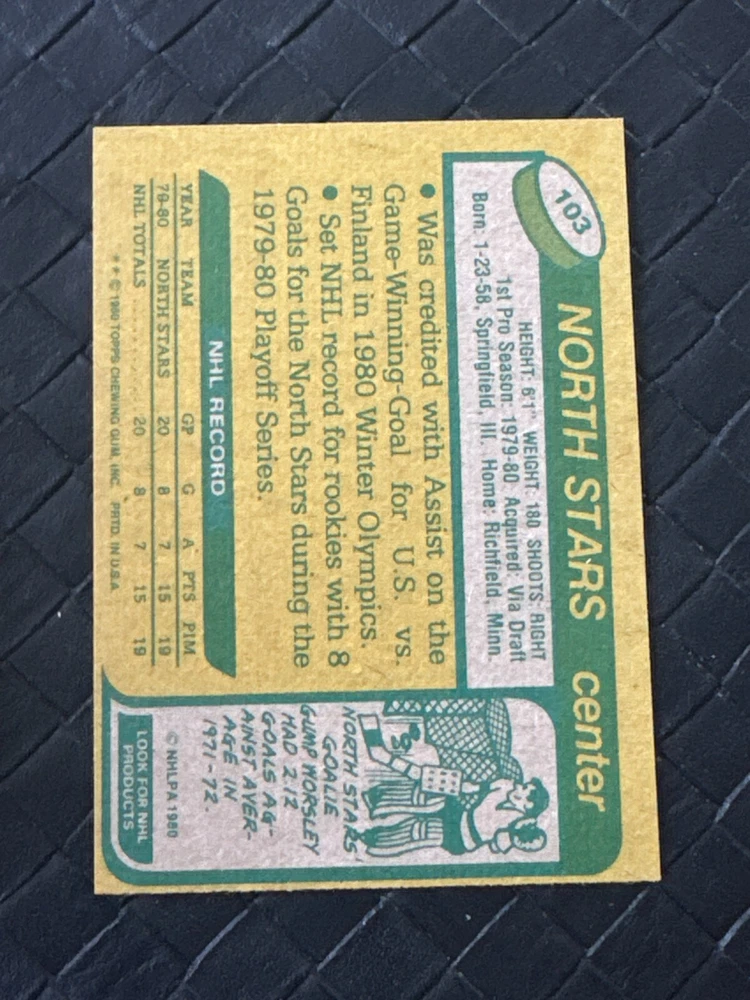 103
NORTH STARS center
HEIGHT: 6'1" WEIGHT: 180 SHOOTS: RIGHT
1st Pro Season: 1979-80 Acquired: Via Draft
Born: 1-23-58, Springfield, Ill. Home: Richfield, Minn.
• Was credited with Assist on the
Game-Winning-Goal for U.S. vs.
Finland in 1980 Winter Olympics.
• Set NHL record for rookies with 8
Goals for the North Stars during the
1979-80 Playoff Series.
NHL RECORD
YEAR TEAM GP G A PTS PIM
79-80 NORTH STARS 20 8 7 15 19
NHL TOTALS 20 8 7 15 19
* * © 1980 TOPPS CHEWING GUM, INC. PRTD. IN U.S.A.
NORTH STARS'
GOALIE
GUMP WORSLEY
HAD 2.12
GOALS AG-
AINST AVER-
AGE IN
1971-72.
© NHLPA 1980
LOOK FOR NHL
PRODUCTS